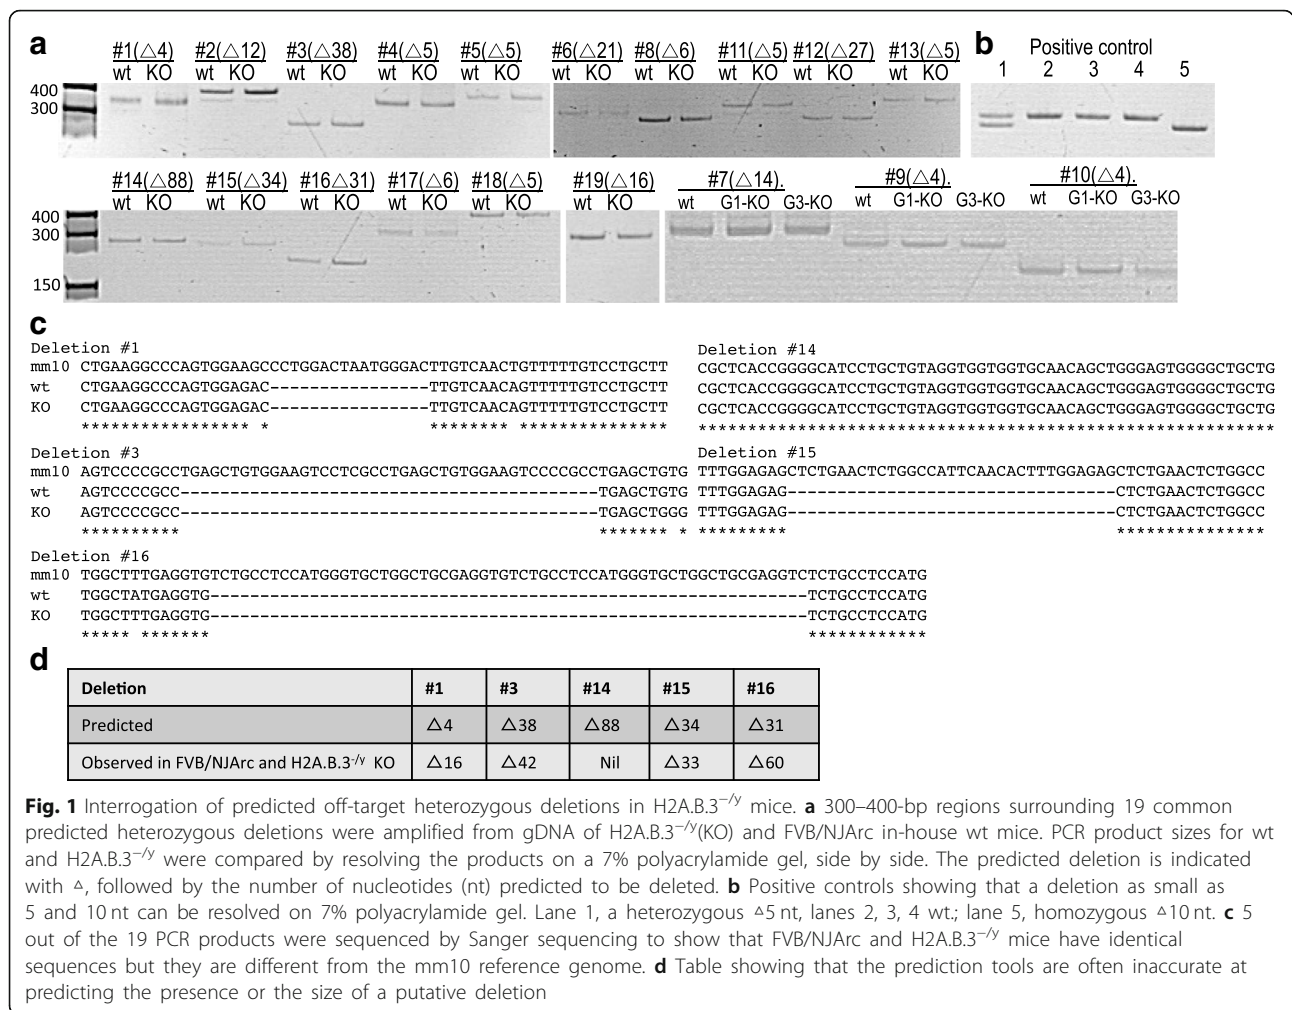 a
#1(△4) #2(△12) #3(△38) #4(△5) #5(△5) #6(△21) #8(△6) #11(△5) #12(△27) #13(△5)
wt KO wt KO wt KO wt KO wt KO wt KO wt KO wt KO wt KO wt KO
400
300
b Positive control
1 2 3 4 5
#14(△88) #15(△34) #16△31) #17(△6) #18(△5) #19(△16) #7(△14). #9(△4). #10(△4).
wt KO wt KO wt KO wt KO wt KO wt KO wt G1-KO G3-KO wt G1-KO G3-KO wt G1-KO G3-KO
400
300
150
c
Deletion #1
mm10 CTGAAGGCCCAGTGGAAGCCCTGGACTAATGGGACTTGTCAACTGTTTTTGTCCTGCTT
wt CTGAAGGCCCAGTGGAGAC----------------TTGTCAACAGTTTTTGTCCTGCTT
KO CTGAAGGCCCAGTGGAGAC----------------TTGTCAACAGTTTTTGTCCTGCTT
***************** * ******** ***************
Deletion #14
CGCTCACCGGGGCATCCTGCTGTAGGTGGTGGTGCAACAGCTGGGAGTGGGGCTGCTG
CGCTCACCGGGGCATCCTGCTGTAGGTGGTGGTGCAACAGCTGGGAGTGGGGCTGCTG
CGCTCACCGGGGCATCCTGCTGTAGGTGGTGGTGCAACAGCTGGGAGTGGGGCTGCTG
**********************************************************
Deletion #3
mm10 AGTCCCCGCCTGAGCTGTGGAAGTCCTCGCCTGAGCTGTGGAAGTCCCCGCCTGAGCTGTG
wt AGTCCCCGCC------------------------------------------TGAGCTGTG
KO AGTCCCCGCC------------------------------------------TGAGCTGGG
********** ******* *
Deletion #15
TTTGGAGAGCTCTGAACTCTGGCCATTCAACACTTTGGAGAGCTCTGAACTCTGGCC
TTTGGAGAG---------------------------------CTCTGAACTCTGGCC
TTTGGAGAG---------------------------------CTCTGAACTCTGGCC
********* ***************
Deletion #16
mm10 TGGCTTTGAGGTGTCTGCCTCCATGGGTGCTGGCTGCGAGGTGTCTGCCTCCATGGGTGCTGGCTGCGAGGTCTCTGCCTCCATG
wt TGGCTATGAGGTG------------------------------------------------------------TCTGCCTCCATG
KO TGGCTTTGAGGTG------------------------------------------------------------TCTGCCTCCATG
***** ******* ************
d
Deletion #1 #3 #14 #15 #16
Predicted △4 △38 △88 △34 △31
Observed in FVB/NJArc and H2A.B.3-/y KO △16 △42 Nil △33 △60
Fig. 1 Interrogation of predicted off-target heterozygous deletions in H2A.B.3−/y mice. a 300–400-bp regions surrounding 19 common
predicted heterozygous deletions were amplified from gDNA of H2A.B.3−/y(KO) and FVB/NJArc in-house wt mice. PCR product sizes for wt
and H2A.B.3−/y were compared by resolving the products on a 7% polyacrylamide gel, side by side. The predicted deletion is indicated
with △, followed by the number of nucleotides (nt) predicted to be deleted. b Positive controls showing that a deletion as small as
5 and 10 nt can be resolved on 7% polyacrylamide gel. Lane 1, a heterozygous △5 nt, lanes 2, 3, 4 wt.; lane 5, homozygous △10 nt. c 5
out of the 19 PCR products were sequenced by Sanger sequencing to show that FVB/NJArc and H2A.B.3−/y mice have identical
sequences but they are different from the mm10 reference genome. d Table showing that the prediction tools are often inaccurate at
predicting the presence or the size of a putative deletion